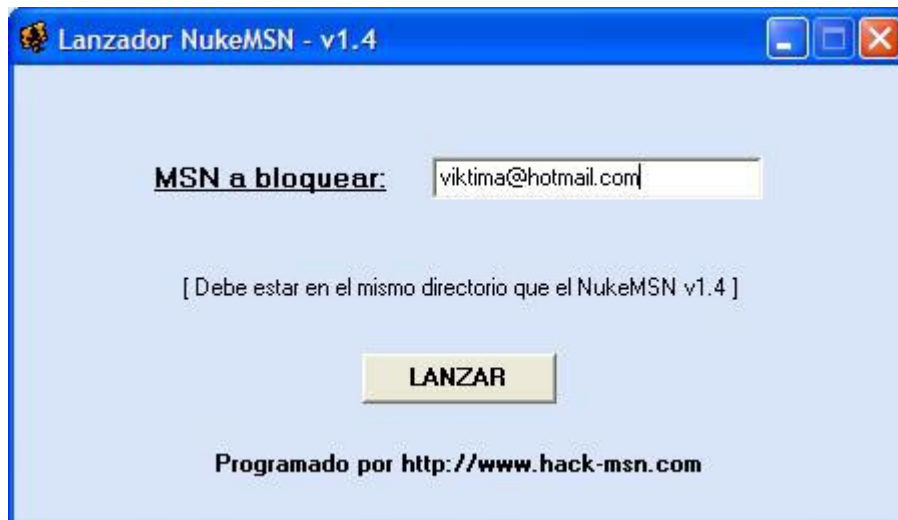 Lanzador NukeMSN - v1.4
MSN a bloquear: viktima@hotmail.com
[ Debe estar en el mismo directorio que el NukeMSN v1.4 ]
LANZAR
Programado por http://www.hack-msn.com